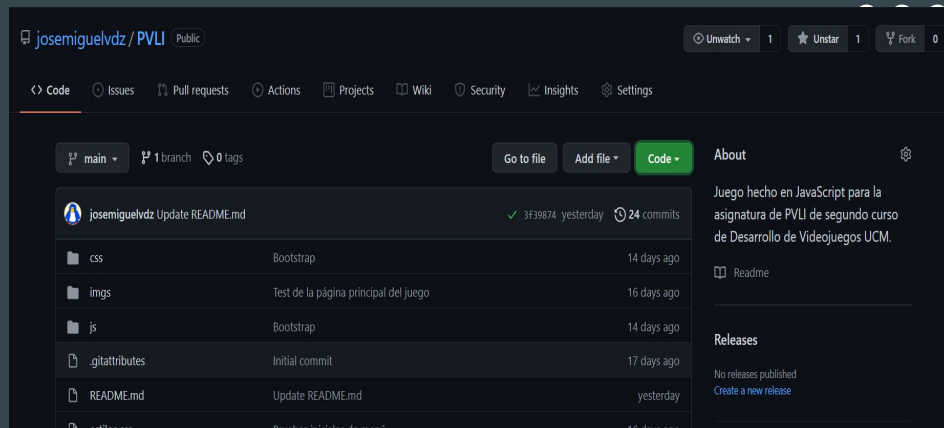 josemiguelvdz / PVLI Public Unwatch 1 Unstar 1 Fork 0
Code Issues Pull requests Actions Projects Wiki Security Insights Settings
main 1 branch 0 tags Go to file Add file Code
josemiguelvdz Update README.md 3f39874 yesterday 24 commits
css Bootstrap 14 days ago
imgs Test de la página principal del juego 16 days ago
js Bootstrap 14 days ago
.gitattributes Initial commit 17 days ago
README.md Update README.md yesterday
About
Juego hecho en JavaScript para la
asignatura de PVLI de segundo curso
de Desarrollo de Videojuegos UCM.
Readme
Releases
No releases published
Create a new release